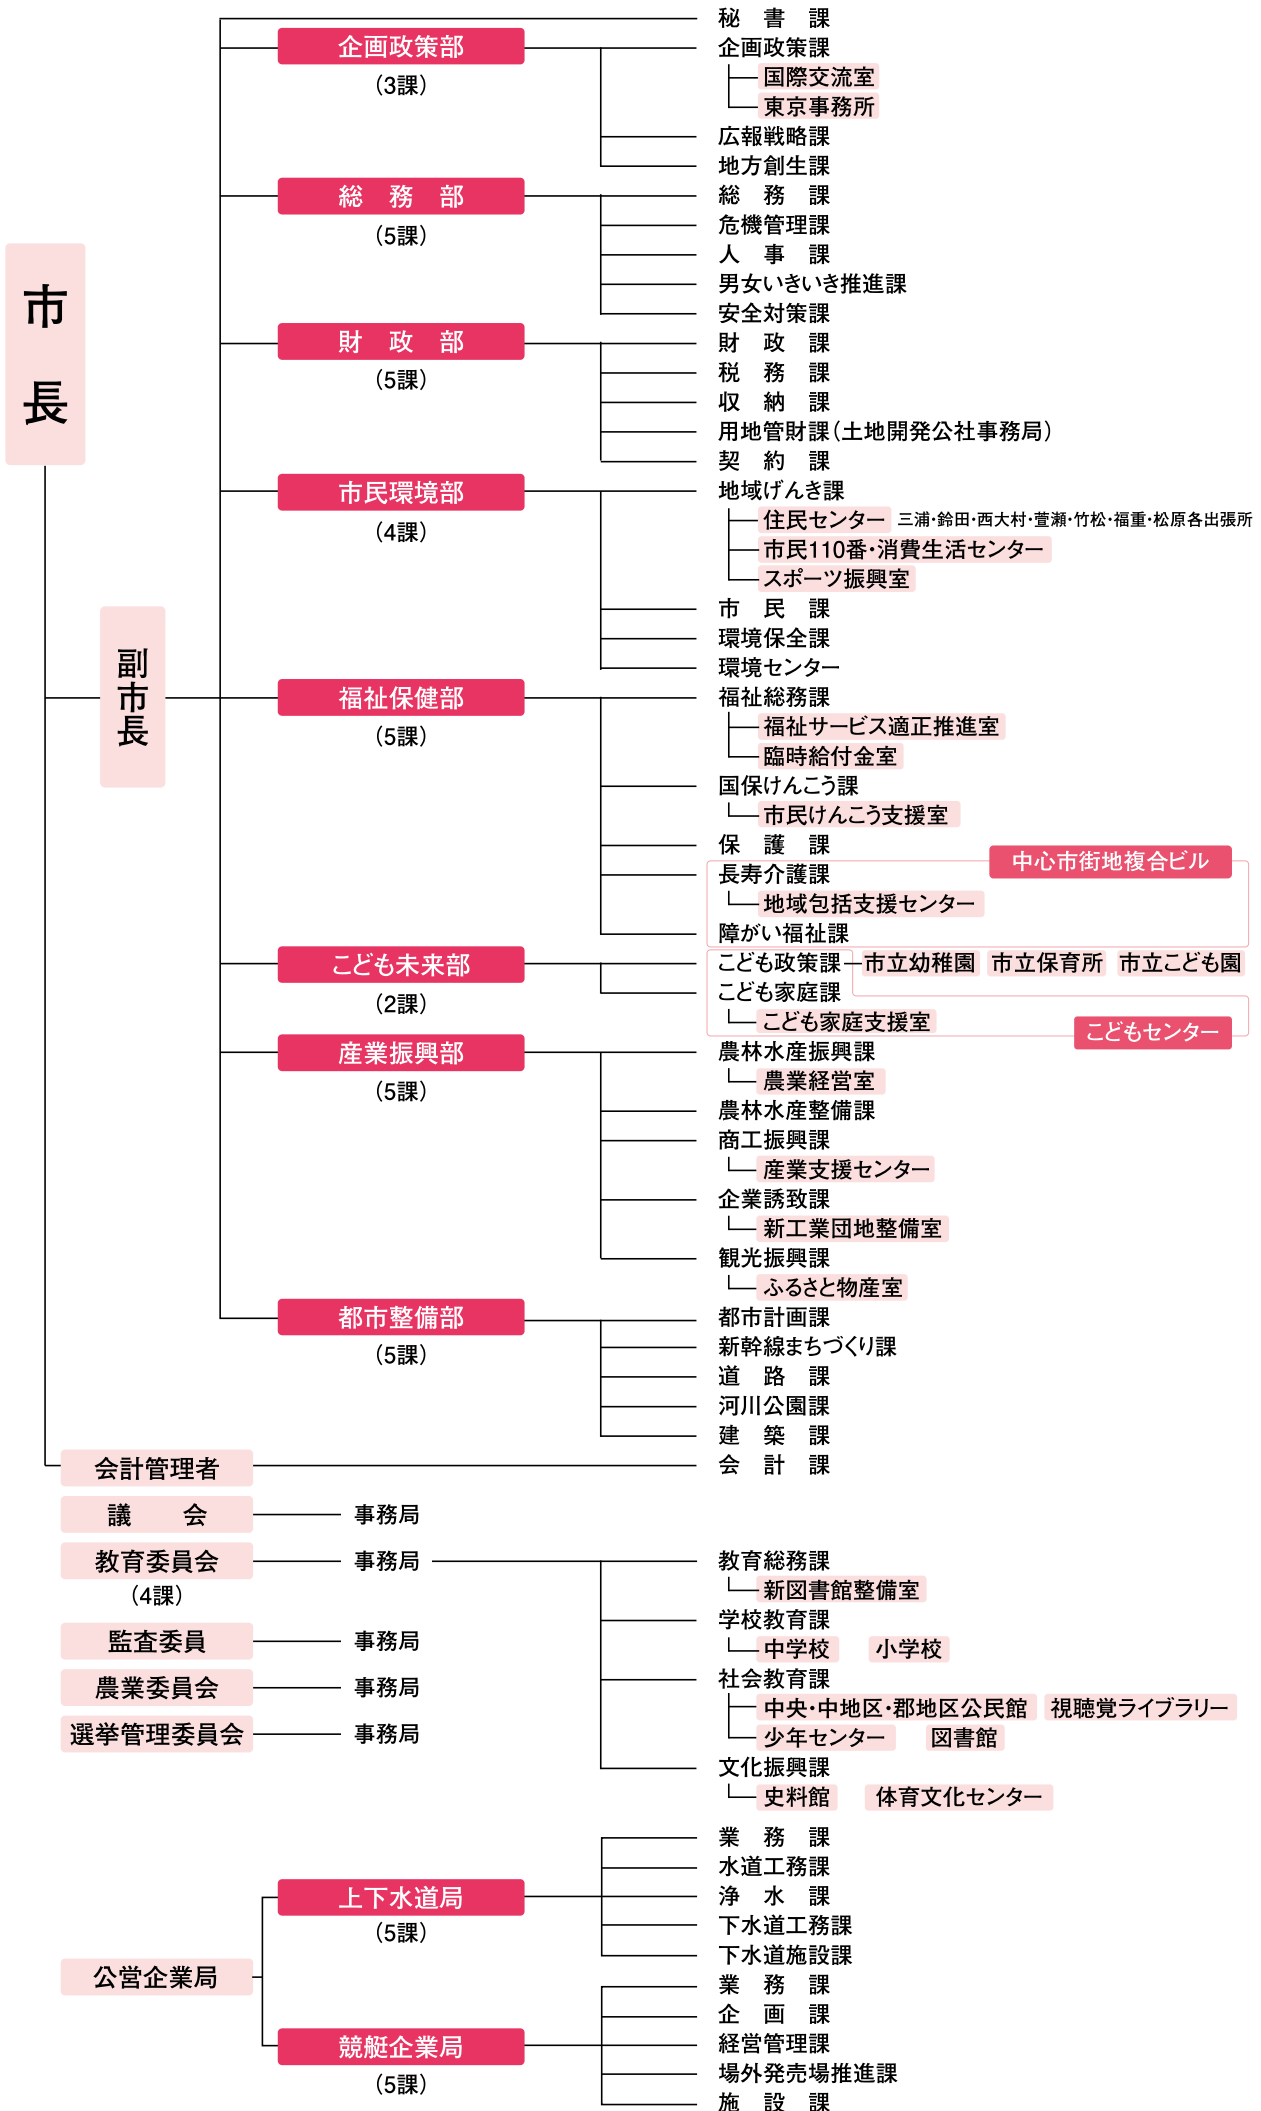 市長
副市長
秘書課
企画政策部
（3課）
企画政策課
国際交流室
東京事務所
広報戦略課
地方創生課
総務部
（5課）
総務課
危機管理課
人事課
男女いきいき推進課
安全対策課
財政部
（5課）
財政課
税務課
収納課
用地管財課（土地開発公社事務局）
契約課
市民環境部
（4課）
地域げんき課
住民センター 三浦・鈴田・西大村・萱瀬・竹松・福重・松原各出張所
市民110番・消費生活センター
スポーツ振興室
市民課
環境保全課
環境センター
福祉保健部
（5課）
福祉総務課
福祉サービス適正推進室
臨時給付金室
国保けんこう課
市民けんこう支援室
保護課
中心市街地複合ビル
長寿介護課
地域包括支援センター
障がい福祉課
こども未来部
（2課）
こども政策課 市立幼稚園 市立保育所 市立こども園
こども家庭課
こども家庭支援室
こどもセンター
産業振興部
（5課）
農林水産振興課
農業経営室
農林水産整備課
商工振興課
産業支援センター
企業誘致課
新工業団地整備室
観光振興課
ふるさと物産室
都市整備部
（5課）
都市計画課
新幹線まちづくり課
道路課
河川公園課
建築課
会計管理者 会計課
議会 事務局
教育委員会 事務局
（4課）
教育総務課
新図書館整備室
学校教育課
中学校 小学校
社会教育課
中央・中地区・郡地区公民館 視聴覚ライブラリー
少年センター 図書館
文化振興課
史料館 体育文化センター
監査委員 事務局
農業委員会 事務局
選挙管理委員会 事務局
公営企業局
上下水道局
（5課）
業務課
水道工務課
浄水課
下水道工務課
下水道施設課
競艇企業局
（5課）
業務課
企画課
経営管理課
場外発売場推進課
施設課